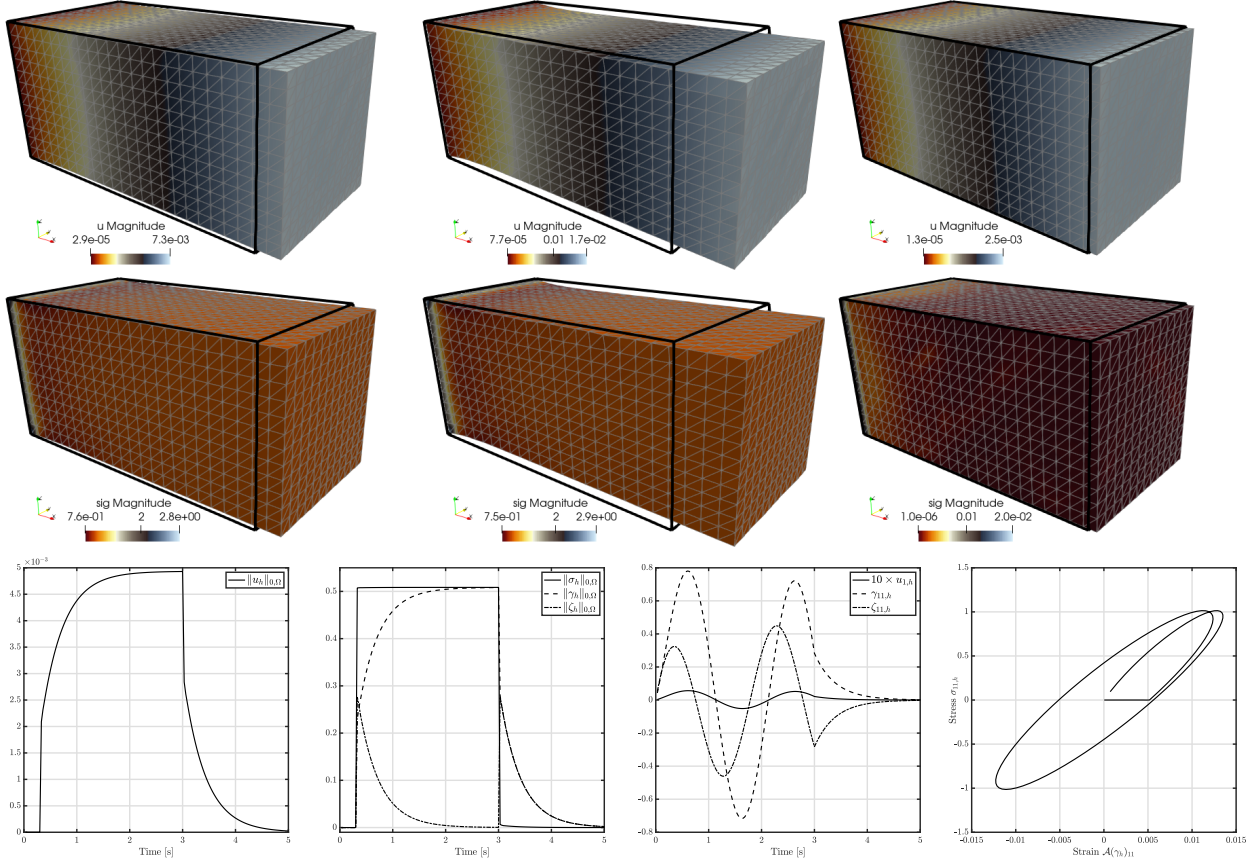 u Magnitude
2.9e-05 7.3e-03
u Magnitude
7.7e-05 0.01 1.7e-02
u Magnitude
1.3e-05 2.5e-03
sig Magnitude
7.6e-01 2 2.8e+00
sig Magnitude
7.5e-01 2 2.9e+00
sig Magnitude
1.0e-06 0.01 2.0e-02
×10⁻³
5
4.5
4
3.5
3
2.5
2
1.5
1
0.5
0
0 1 2 3 4 5
Time [s]
‖u_h‖₀,Ω
0.5
0.4
0.3
0.2
0.1
0
0 1 2 3 4 5
Time [s]
‖σ_h‖₀,Ω
‖γ_h‖₀,Ω
‖ζ_h‖₀,Ω
0.8
0.6
0.4
0.2
0
-0.2
-0.4
-0.6
-0.8
0 1 2 3 4 5
Time [s]
10 × u₁,h
γ₁₁,h
ζ₁₁,h
Stress σ₁₁,h
1.5
1
0.5
0
-0.5
-1
-1.5
-0.015 -0.01 -0.005 0 0.005 0.01 0.015
Strain 𝒜(γ_h)₁₁